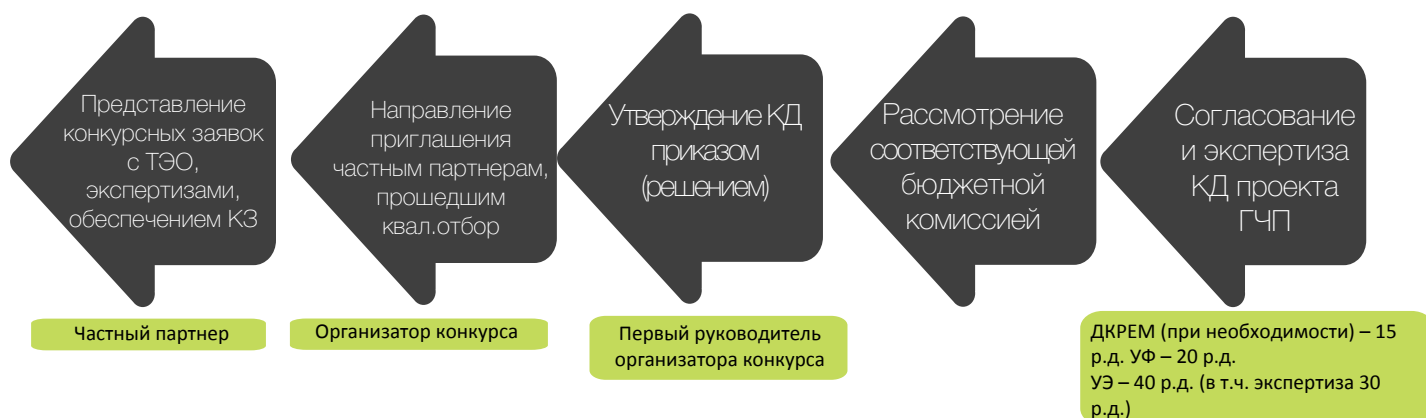 Представление
конкурсных заявок
с ТЭО,
экспертизами,
обеспечением КЗ
Частный партнер
Направление
приглашения
частным партнерам,
прошедшим
квал.отбор
Организатор конкурса
Утверждение КД
приказом
(решением)
Первый руководитель
организатора конкурса
Рассмотрение
соответствующей
бюджетной
комиссией
Согласование
и экспертиза
КД проекта
ГЧП
ДКРЕМ (при необходимости) – 15
р.д. УФ – 20 р.д.
УЭ – 40 р.д. (в т.ч. экспертиза 30
р.д.)